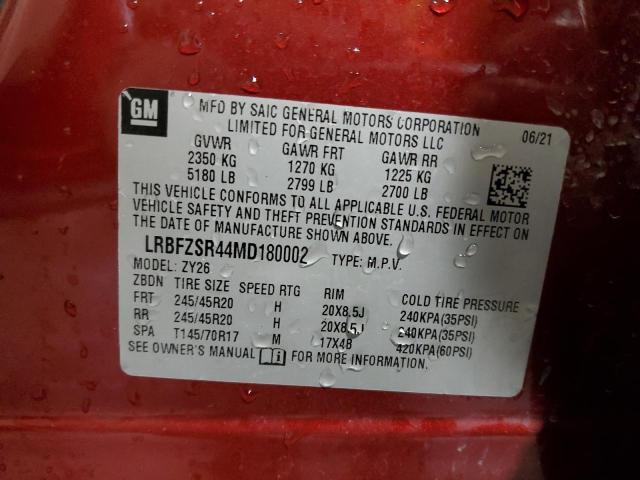 GM
MFD BY SAIC GENERAL MOTORS CORPORATION
LIMITED FOR GENERAL MOTORS LLC
06/21
GVWR GAWR FRT GAWR RR
2350 KG 1270 KG 1225 KG
5180 LB 2799 LB 2700 LB
THIS VEHICLE CONFORMS TO ALL APPLICABLE U.S. FEDERAL MOTOR
VEHICLE SAFETY AND THEFT PREVENTION STANDARDS IN EFFECT ON
THE DATE OF MANUFACTURE SHOWN ABOVE.
LRBFZSR44MD180002 TYPE: M.P.V.
MODEL: ZY26
ZBDN TIRE SIZE SPEED RTG RIM COLD TIRE PRESSURE
FRT 245/45R20 H 20X8.5J 240KPA(35PSI)
RR 245/45R20 H 20X8.5J 240KPA(35PSI)
SPA T145/70R17 M 17X4B 420KPA(60PSI)
SEE OWNER'S MANUAL FOR MORE INFORMATION.